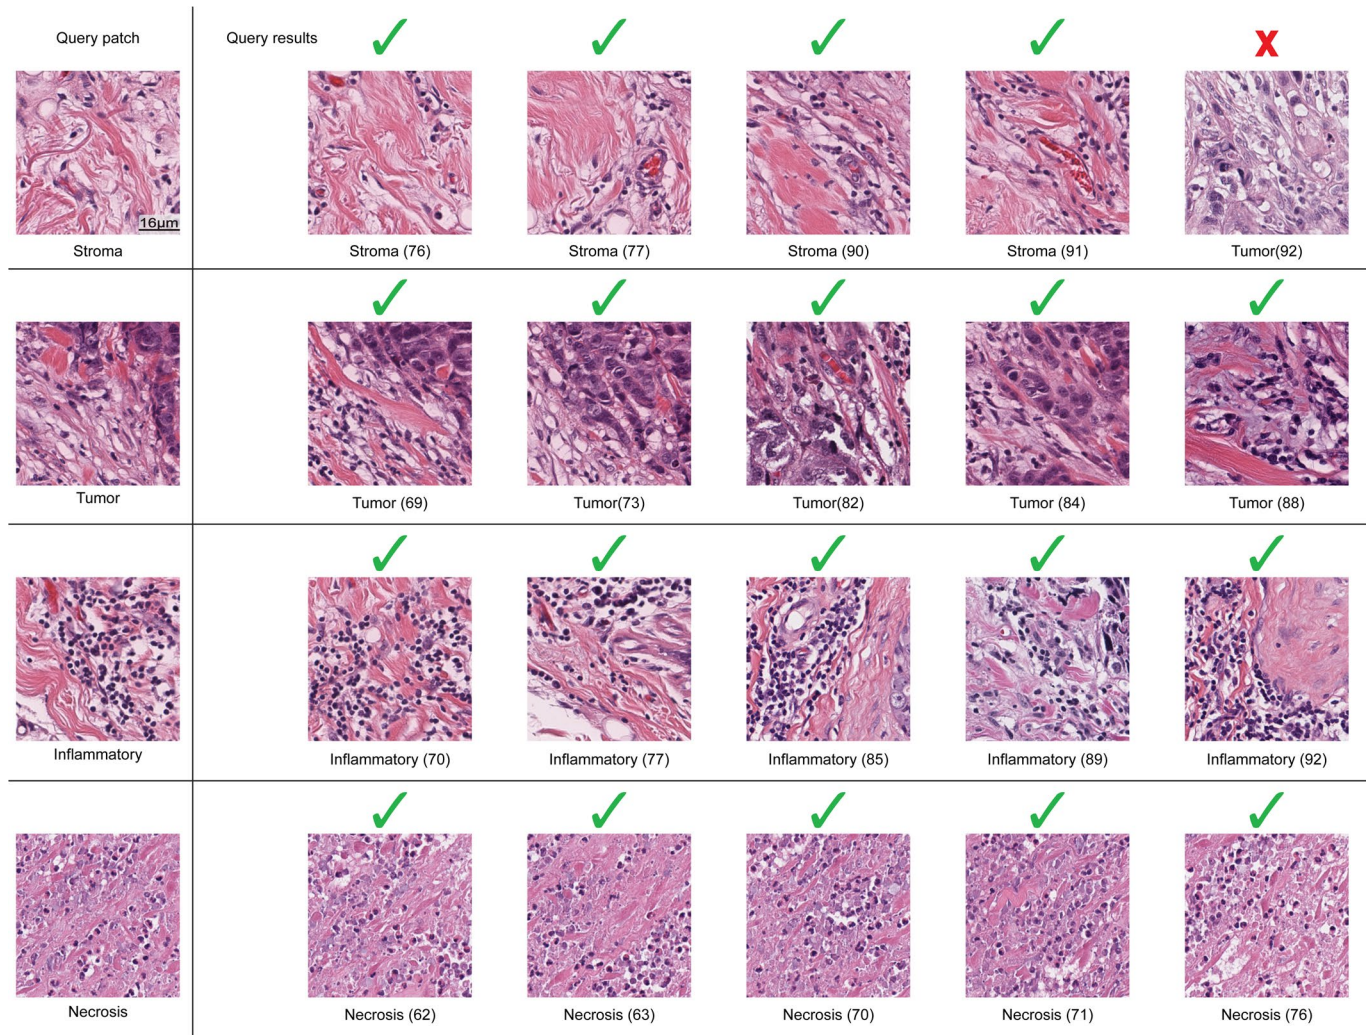 Query patch
Query results
X
16µm
Stroma
Stroma (76)
Stroma (77)
Stroma (90)
Stroma (91)
Tumor(92)
Tumor
Tumor (69)
Tumor(73)
Tumor(82)
Tumor (84)
Tumor (88)
Inflammatory
Inflammatory (70)
Inflammatory (77)
Inflammatory (85)
Inflammatory (89)
Inflammatory (92)
Necrosis
Necrosis (62)
Necrosis (63)
Necrosis (70)
Necrosis (71)
Necrosis (76)